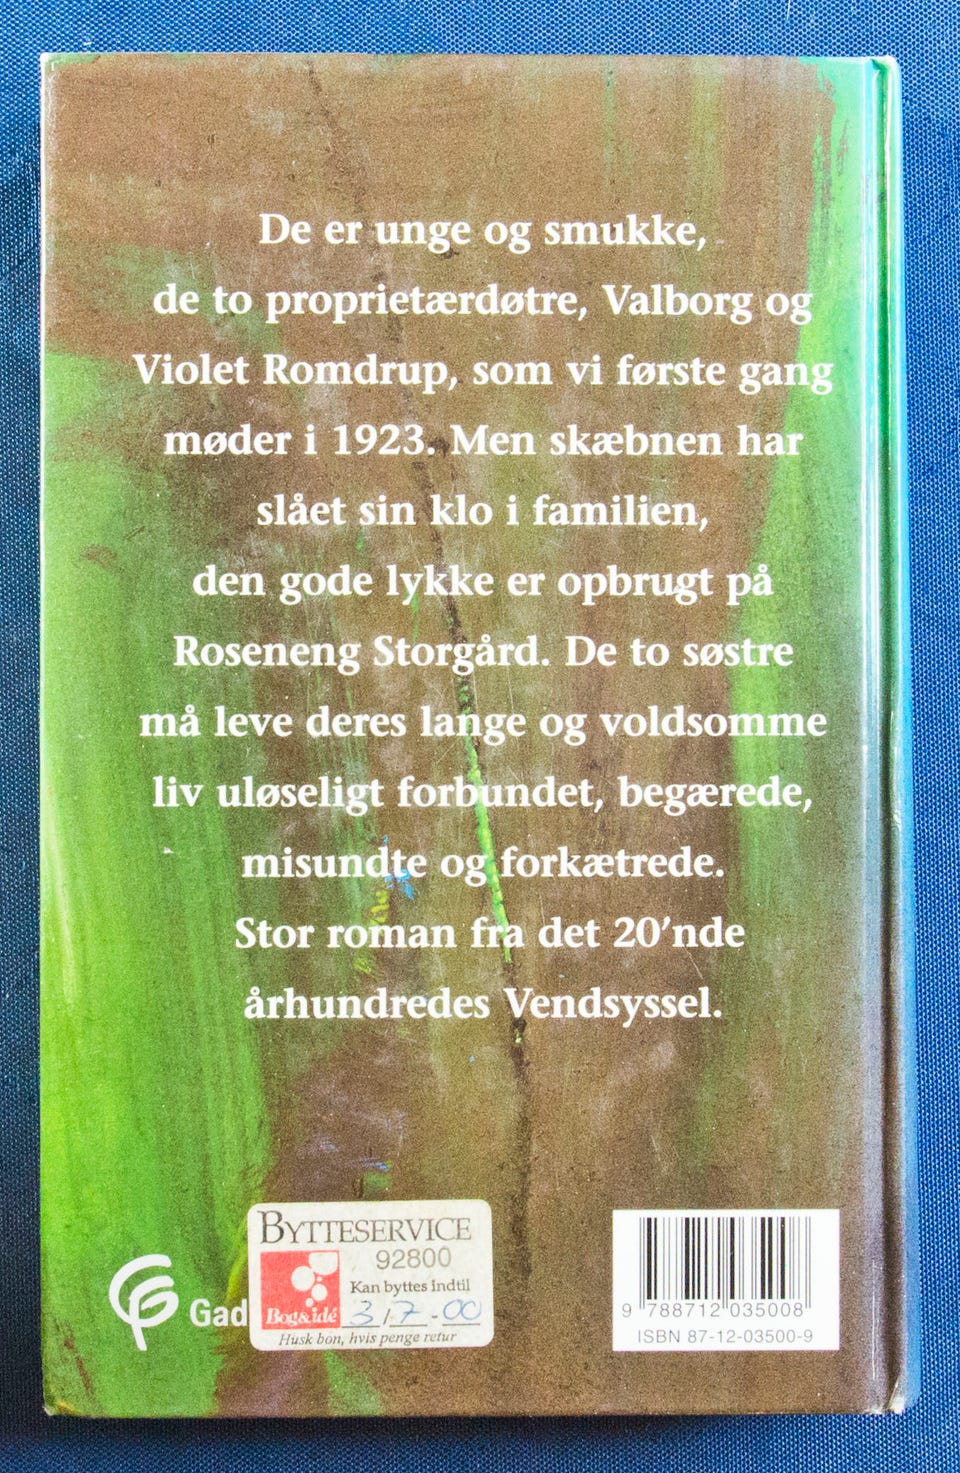 De er unge og smukke,
de to proprietærdøtre, Valborg og
Violet Romdrup, som vi første gang
møder i 1923. Men skæbnen har
slået sin klo i familien,
den gode lykke er opbrugt på
Roseneng Storgård. De to søstre
må leve deres lange og voldsomme
liv uløseligt forbundet, begærede,
misundte og forkætrede.
Stor roman fra det 20’nde
århundredes Vendsyssel.
Gad
BYTTESERVICE
92800
Kan byttes indtil
Bog&idé
3/7-00
Husk bon, hvis penge retur
9 788712 035008
ISBN 87-12-03500-9